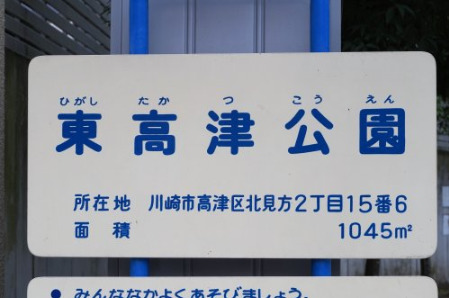 ひがし たか つ こう えん
東高津公園
所在地 川崎市高津区北見方2丁目15番6
面積 1045㎡
• みんななかよくあそびましょう。